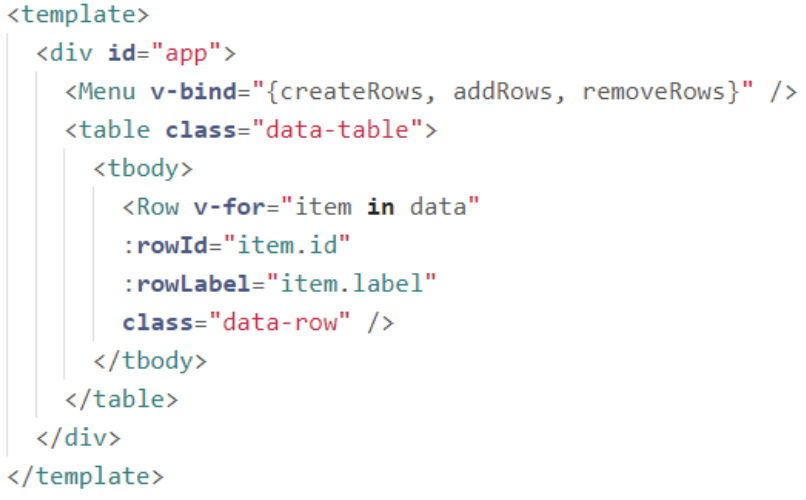 <template>
<div id="app">
<Menu v-bind="{createRows, addRows, removeRows}" />
<table class="data-table">
<tbody>
<Row v-for="item in data"
:rowId="item.id"
:rowLabel="item.label"
class="data-row" />
</tbody>
</table>
</div>
</template>